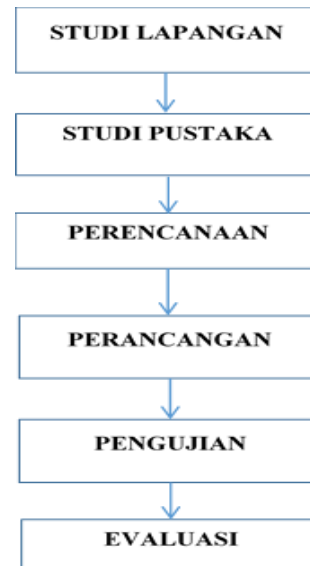 STUDI LAPANGAN
STUDI PUSTAKA
PERENCANAAN
PERANCANGAN
PENGUJIAN
EVALUASI